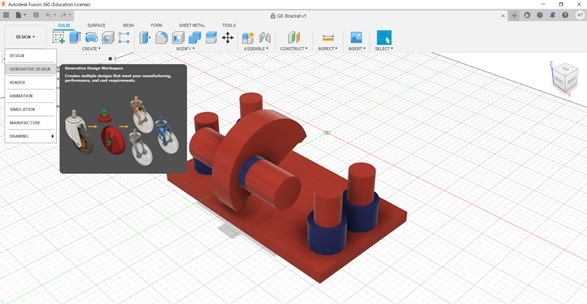 Autodesk Fusion 360 (Education License)
GE Bracket v1
SOLID SURFACE MESH SHEET METAL TOOLS
DESIGN
CREATE MODIFY ASSEMBLE CONSTRUCT INSPECT INSERT SELECT
DESIGN
GENERATIVE DESIGN
RENDER
ANIMATION
SIMULATION
MANUFACTURE
DRAWING
Generative Design Workspace
Creates multiple designs that meet your manufacturing,
performance, and cost requirements.